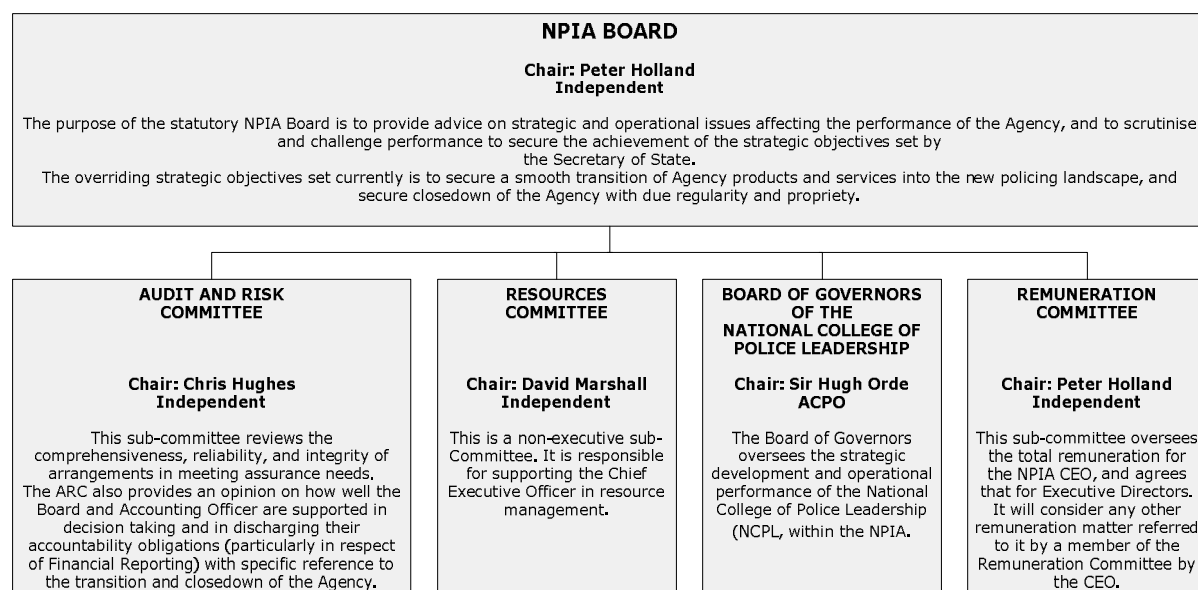 NPIA BOARD
Chair: Peter Holland
Independent
The purpose of the statutory NPIA Board is to provide advice on strategic and operational issues affecting the performance of the Agency, and to scrutinise
and challenge performance to secure the achievement of the strategic objectives set by
the Secretary of State.
The overriding strategic objectives set currently is to secure a smooth transition of Agency products and services into the new policing landscape, and
secure closedown of the Agency with due regularity and propriety.
AUDIT AND RISK
COMMITTEE
Chair: Chris Hughes
Independent
This sub-committee reviews the
comprehensiveness, reliability, and integrity of
arrangements in meeting assurance needs.
The ARC also provides an opinion on how well the
Board and Accounting Officer are supported in
decision taking and in discharging their
accountability obligations (particularly in respect
of Financial Reporting) with specific reference to
the transition and closedown of the Agency.
RESOURCES
COMMITTEE
Chair: David Marshall
Independent
This is a non-executive sub-
Committee. It is responsible
for supporting the Chief
Executive Officer in resource
management.
BOARD OF GOVERNORS
OF THE
NATIONAL COLLEGE OF
POLICE LEADERSHIP
Chair: Sir Hugh Orde
ACPO
The Board of Governors
oversees the strategic
development and operational
performance of the National
College of Police Leadership
(NCPL, within the NPIA.
REMUNERATION
COMMITTEE
Chair: Peter Holland
Independent
This sub-committee oversees
the total remuneration for
the NPIA CEO, and agrees
that for Executive Directors.
It will consider any other
remuneration matter referred
to it by a member of the
Remuneration Committee by
the CEO.